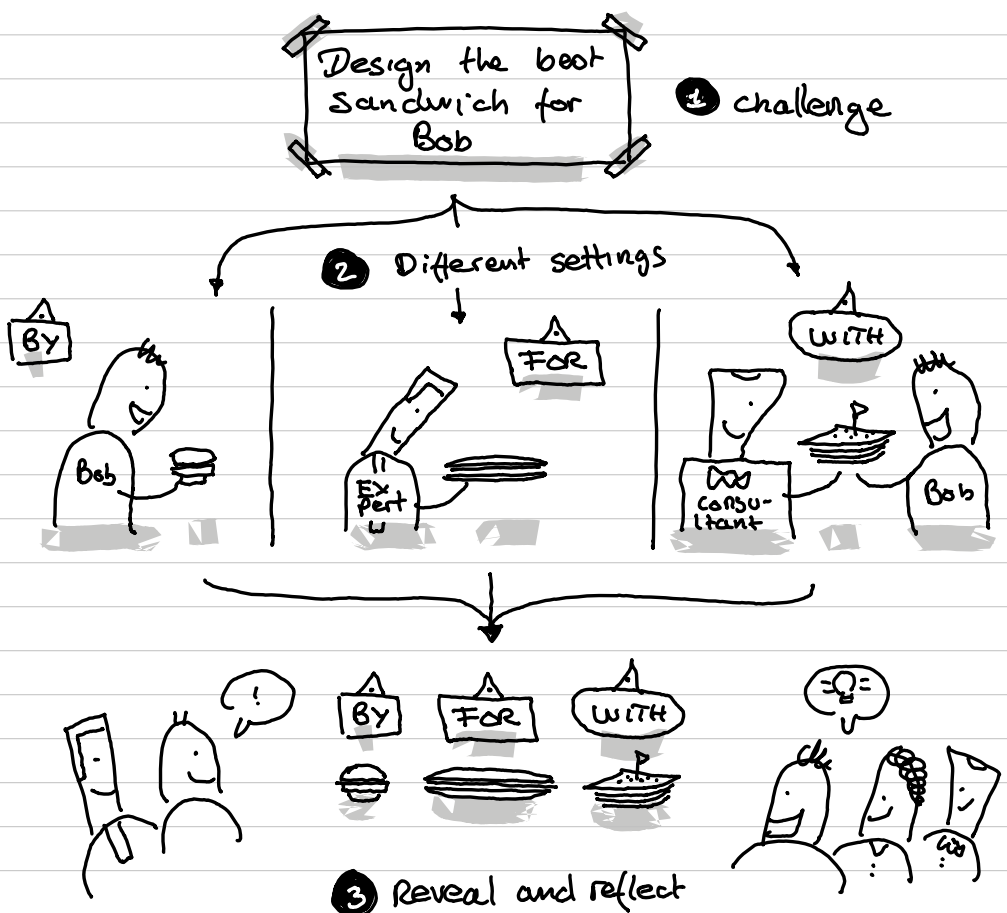 Design the best
sandwich for
Bob
1 challenge
2 Different settings
BY
FOR
WITH
Bob
Ex
pert
consu-
ltant
Bob
!
BY
FOR
WITH
3 Reveal and reflect